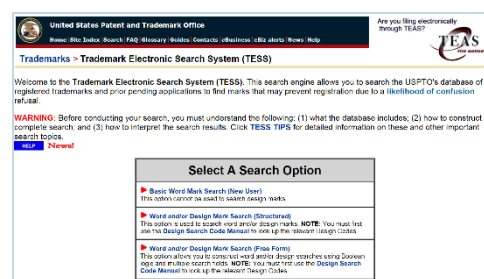 United States Patent and Trademark Office
Home|Site Index|Search|FAQ|Glossary|Guides|Contacts|eBusiness|eBiz alerts|News|Help
Are you filing electronically
through TEAS?
TEAS
file online
Trademarks > Trademark Electronic Search System (TESS)
Welcome to the Trademark Electronic Search System (TESS). This search engine allows you to search the USPTO's database of
registered trademarks and prior pending applications to find marks that may prevent registration due to a likelihood of confusion
refusal.
WARNING: Before conducting your search, you must understand the following: (1) what the database includes; (2) how to construct
complete search; and (3) how to interpret the search results. Click TESS TIPS for detailed information on these and other important
search topics.
HELP News!
Select A Search Option
Basic Word Mark Search (New User)
This option cannot be used to search design marks.
Word and/or Design Mark Search (Structured)
This option is used to search word and/or design marks. NOTE: You must first
use the Design Search Code Manual to look up the relevant Design Codes.
Word and/or Design Mark Search (Free Form)
This option allows you to construct word and/or design searches using Boolean
logic and multiple search fields. NOTE: You must first use the Design Search
Code Manual to look up the relevant Design Codes.